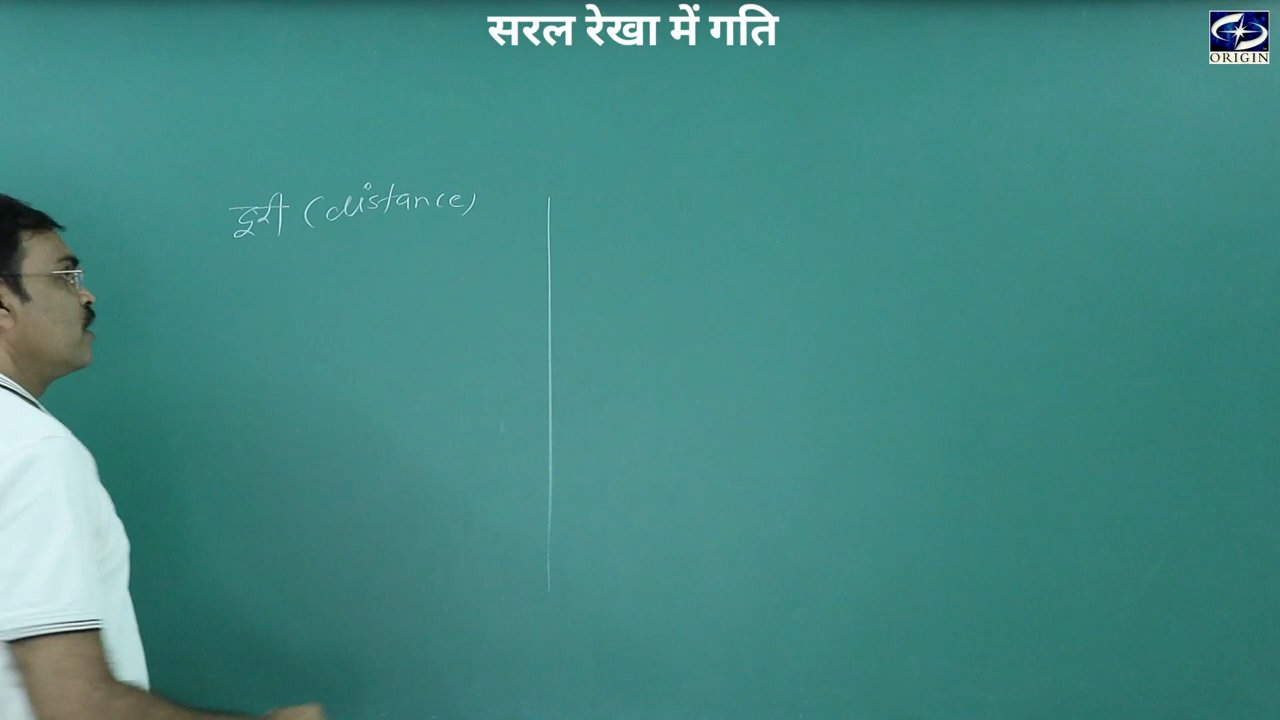 सरल रेखा में गति
ORIGIN
दूरी (distance)